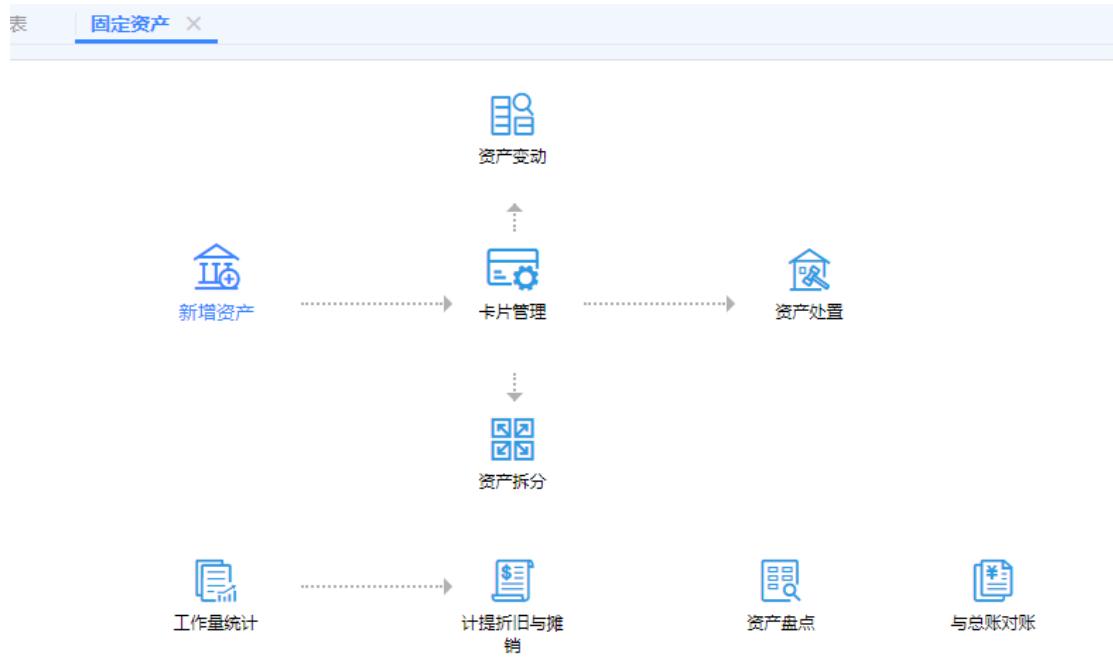 表
固定资产
资产变动
新增资产
卡片管理
资产处置
资产拆分
工作量统计
计提折旧与摊
销
资产盘点
与总账对账